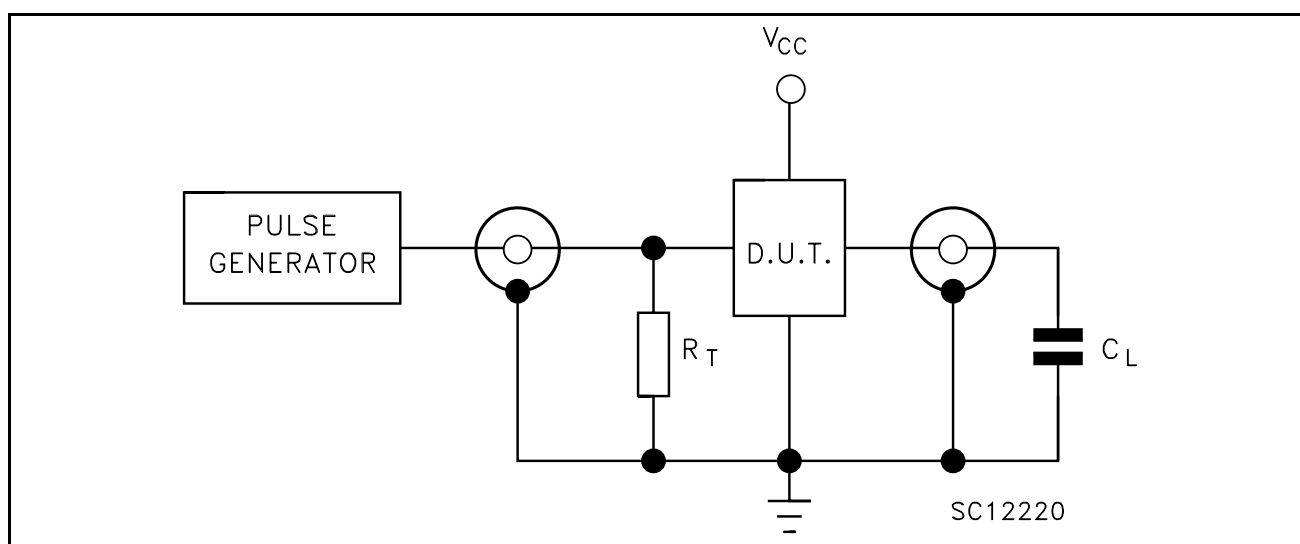 VCC
PULSE
GENERATOR
D.U.T.
RT
CL
SC12220